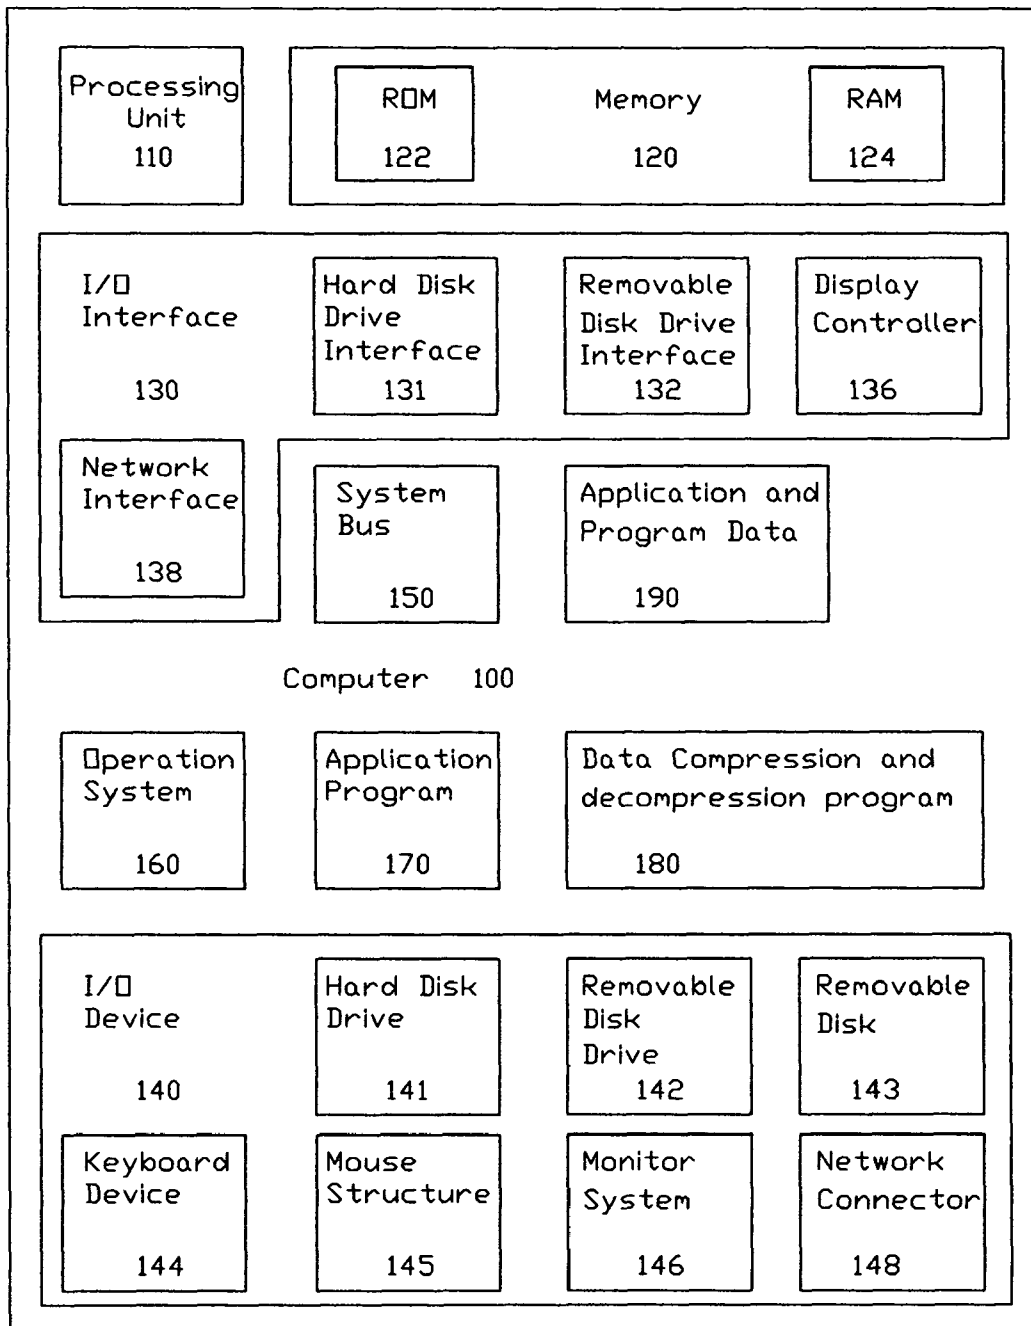 Processing
Unit
110
ROM
122
Memory
120
RAM
124
I/O
Interface
130
Hard Disk
Drive
Interface
131
Removable
Disk Drive
Interface
132
Display
Controller
136
Network
Interface
138
System
Bus
150
Application and
Program Data
190
Computer 100
Operation
System
160
Application
Program
170
Data Compression and
decompression program
180
I/O
Device
140
Hard Disk
Drive
141
Removable
Disk
Drive
142
Removable
Disk
143
Keyboard
Device
144
Mouse
Structure
145
Monitor
System
146
Network
Connector
148